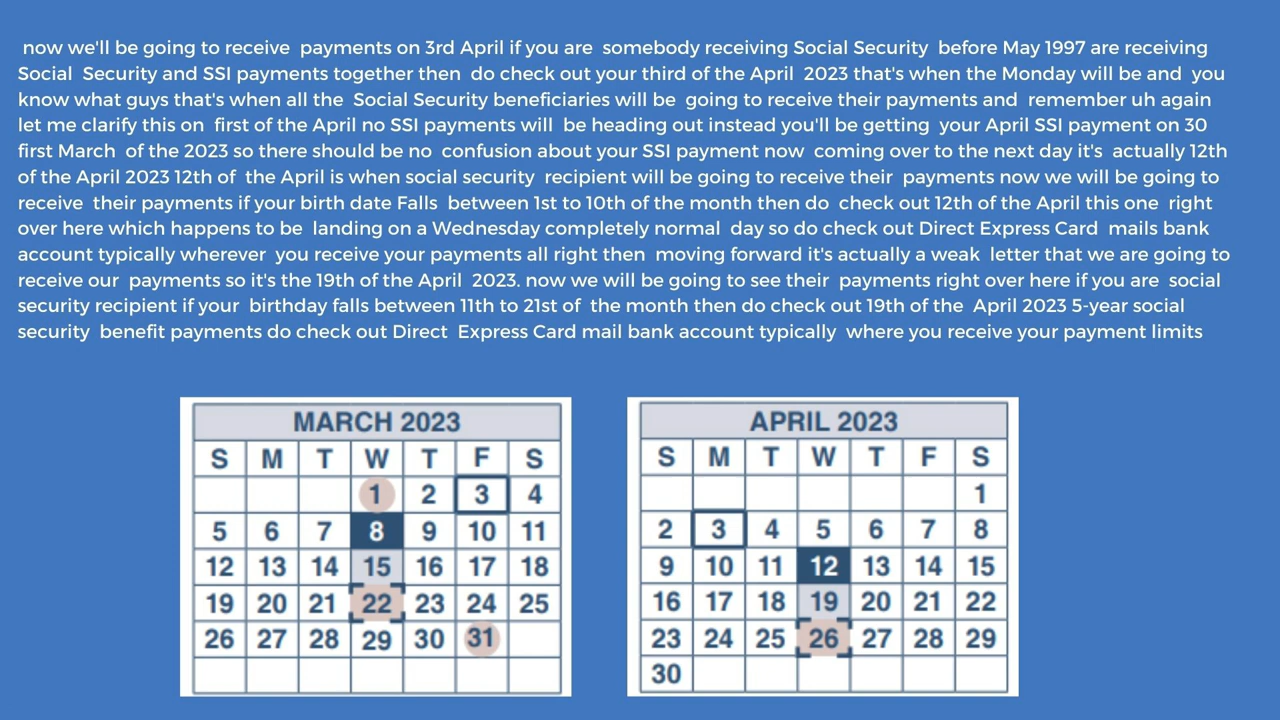 now we'll be going to receive  payments on 3rd April if you are  somebody receiving Social Security  before May 1997 are receiving
Social  Security and SSI payments together then  do check out your third of the April  2023 that's when the Monday will be and  you
know what guys that's when all the  Social Security beneficiaries will be  going to receive their payments and  remember uh again
let me clarify this on  first of the April no SSI payments will  be heading out instead you'll be getting  your April SSI payment on 30
first March  of the 2023 so there should be no  confusion about your SSI payment now  coming over to the next day it's  actually 12th
of the April 2023 12th of  the April is when social security  recipient will be going to receive their  payments now we will be going to
receive  their payments if your birth date Falls  between 1st to 10th of the month then do  check out 12th of the April this one  right
over here which happens to be  landing on a Wednesday completely normal  day so do check out Direct Express Card  mails bank
account typically wherever  you receive your payments all right then  moving forward it's actually a weak  letter that we are going to
receive our  payments so it's the 19th of the April  2023. now we will be going to see their  payments right over here if you are  social
security recipient if your  birthday falls between 11th to 21st of  the month then do check out 19th of the  April 2023 5-year social
security  benefit payments do check out Direct  Express Card mail bank account typically  where you receive your payment limits
MARCH 2023
S M T W T F S
1 2 3 4
5 6 7 8 9 10 11
12 13 14 15 16 17 18
19 20 21 22 23 24 25
26 27 28 29 30 31
APRIL 2023
S M T W T F S
1
2 3 4 5 6 7 8
9 10 11 12 13 14 15
16 17 18 19 20 21 22
23 24 25 26 27 28 29
30